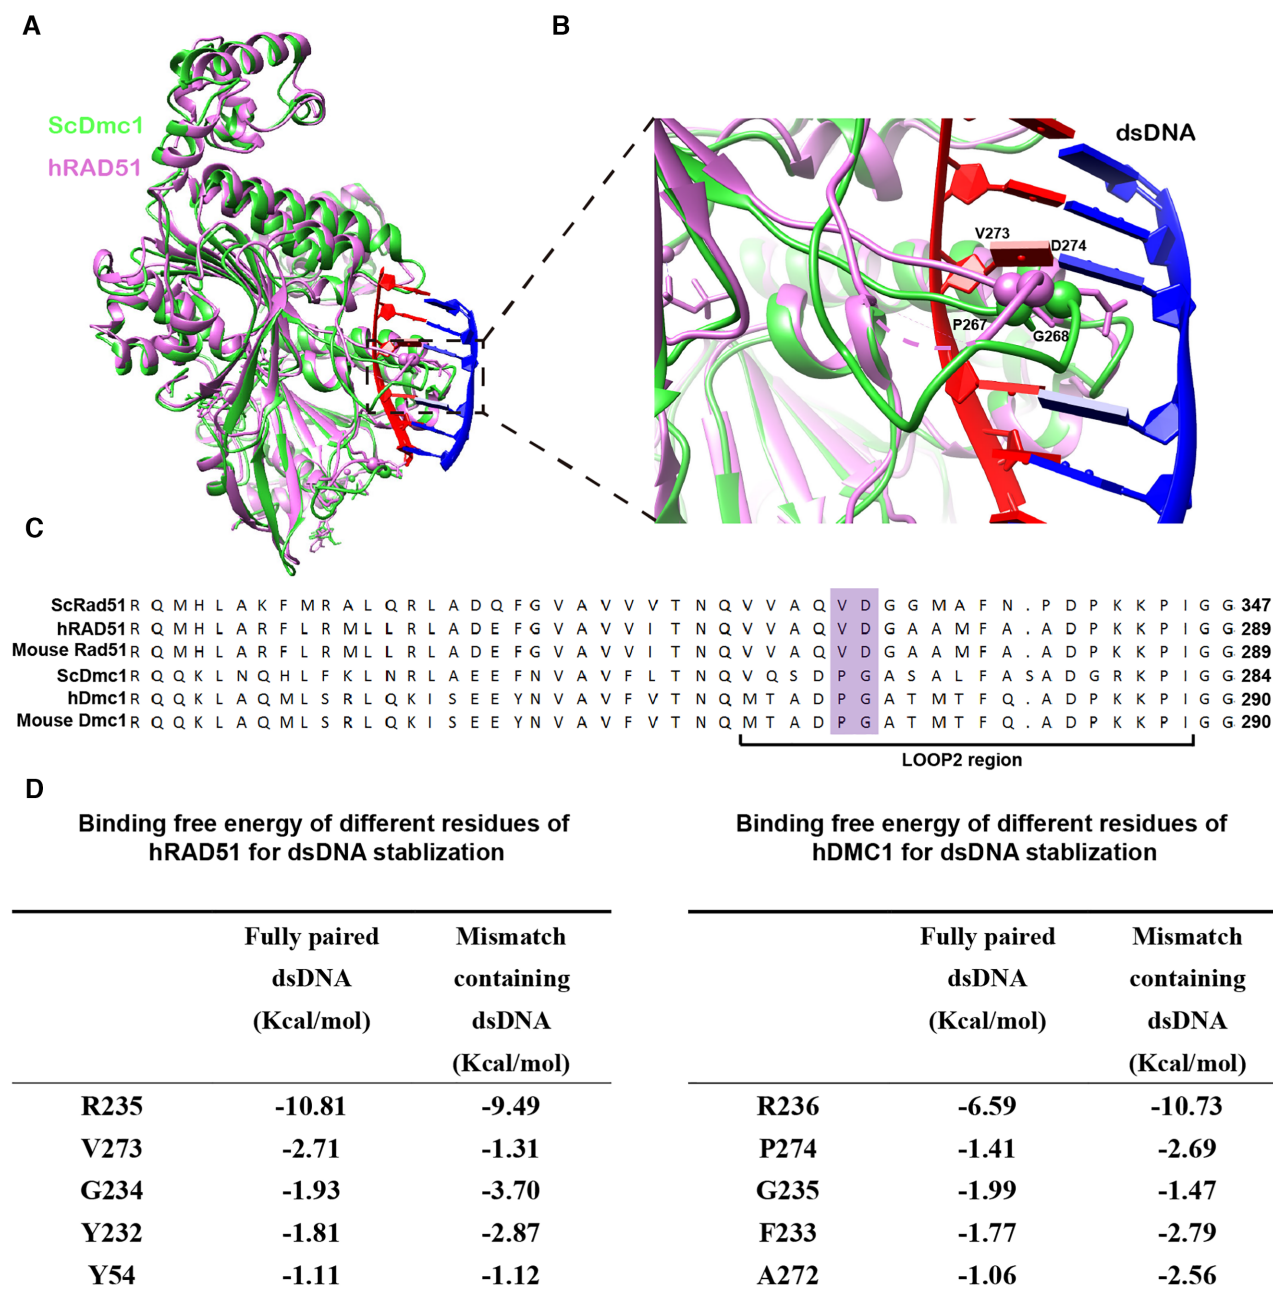 A
B
ScDmc1
hRAD51
dsDNA
V273
D274
P267
G268
C
ScRad51 R Q M H L A K F M R A L Q R L A D Q F G V A V V V T N Q V V A Q V D G G M A F N . P D P K K P I G G 347
hRAD51 R Q M H L A R F L R M L L R L A D E F G V A V V I T N Q V V A Q V D G A A M F A . A D P K K P I G G 289
Mouse Rad51 R Q M H L A R F L R M L L R L A D E F G V A V V I T N Q V V A Q V D G A A M F A . A D P K K P I G G 289
ScDmc1 R Q Q K L N Q H L F K L N R L A E E F N V A V F L T N Q V Q S D P G A S A L F A S A D G R K P I G G 284
hDmc1 R Q Q K L A Q M L S R L Q K I S E E Y N V A V F V T N Q M T A D P G A T M T F Q . A D P K K P I G G 290
Mouse Dmc1 R Q Q K L A Q M L S R L Q K I S E E Y N V A V F V T N Q M T A D P G A T M T F Q . A D P K K P I G G 290
LOOP2 region
D
Binding free energy of different residues of
hRAD51 for dsDNA stablization
Fully paired
dsDNA
(Kcal/mol)
Mismatch
containing
dsDNA
(Kcal/mol)
R235 -10.81 -9.49
V273 -2.71 -1.31
G234 -1.93 -3.70
Y232 -1.81 -2.87
Y54 -1.11 -1.12
Binding free energy of different residues of
hDMC1 for dsDNA stablization
Fully paired
dsDNA
(Kcal/mol)
Mismatch
containing
dsDNA
(Kcal/mol)
R236 -6.59 -10.73
P274 -1.41 -2.69
G235 -1.99 -1.47
F233 -1.77 -2.79
A272 -1.06 -2.56